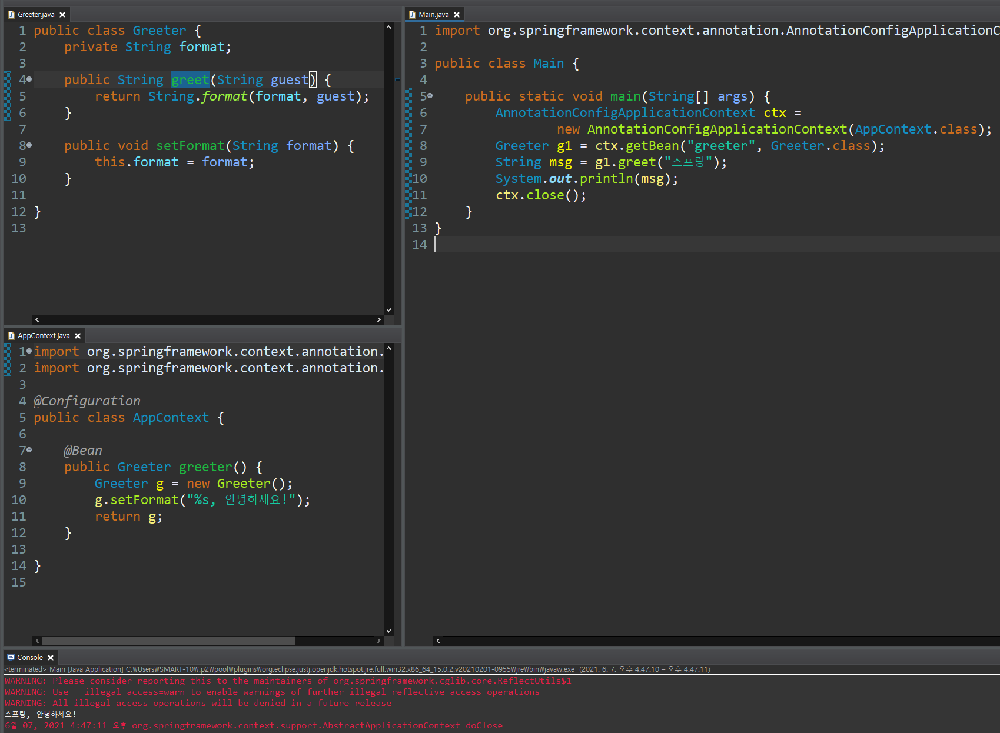 Greeter.java
1 public class Greeter {
2     private String format;
3
4     public String greet(String guest) {
5         return String.format(format, guest);
6     }
7
8     public void setFormat(String format) {
9         this.format = format;
10     }
11
12 }
13
AppContext.java
1 import org.springframework.context.annotation.
2 import org.springframework.context.annotation.
3
4 @Configuration
5 public class AppContext {
6
7     @Bean
8     public Greeter greeter() {
9         Greeter g = new Greeter();
10         g.setFormat("%s, 안녕하세요!");
11         return g;
12     }
13
14 }
15
Main.java
1 import org.springframework.context.annotation.AnnotationConfigApplicationC
2
3 public class Main {
4
5     public static void main(String[] args) {
6         AnnotationConfigApplicationContext ctx =
7                 new AnnotationConfigApplicationContext(AppContext.class);
8         Greeter g1 = ctx.getBean("greeter", Greeter.class);
9         String msg = g1.greet("스프링");
10         System.out.println(msg);
11         ctx.close();
12     }
13 }
14
Console
<terminated> Main [Java Application] C:₩Users₩SMART-10₩.p2₩pool₩plugins₩org.eclipse.justj.openjdk.hotspot.jre.full.win32.x86_64_15.0.2.v20210201-0955₩jre₩bin₩javaw.exe (2021. 6. 7. 오후 4:47:10 – 오후 4:47:11)
WARNING: Please consider reporting this to the maintainers of org.springframework.cglib.core.ReflectUtils$1
WARNING: Use --illegal-access=warn to enable warnings of further illegal reflective access operations
WARNING: All illegal access operations will be denied in a future release
스프링, 안녕하세요!
6월 07, 2021 4:47:11 오후 org.springframework.context.support.AbstractApplicationContext doClose